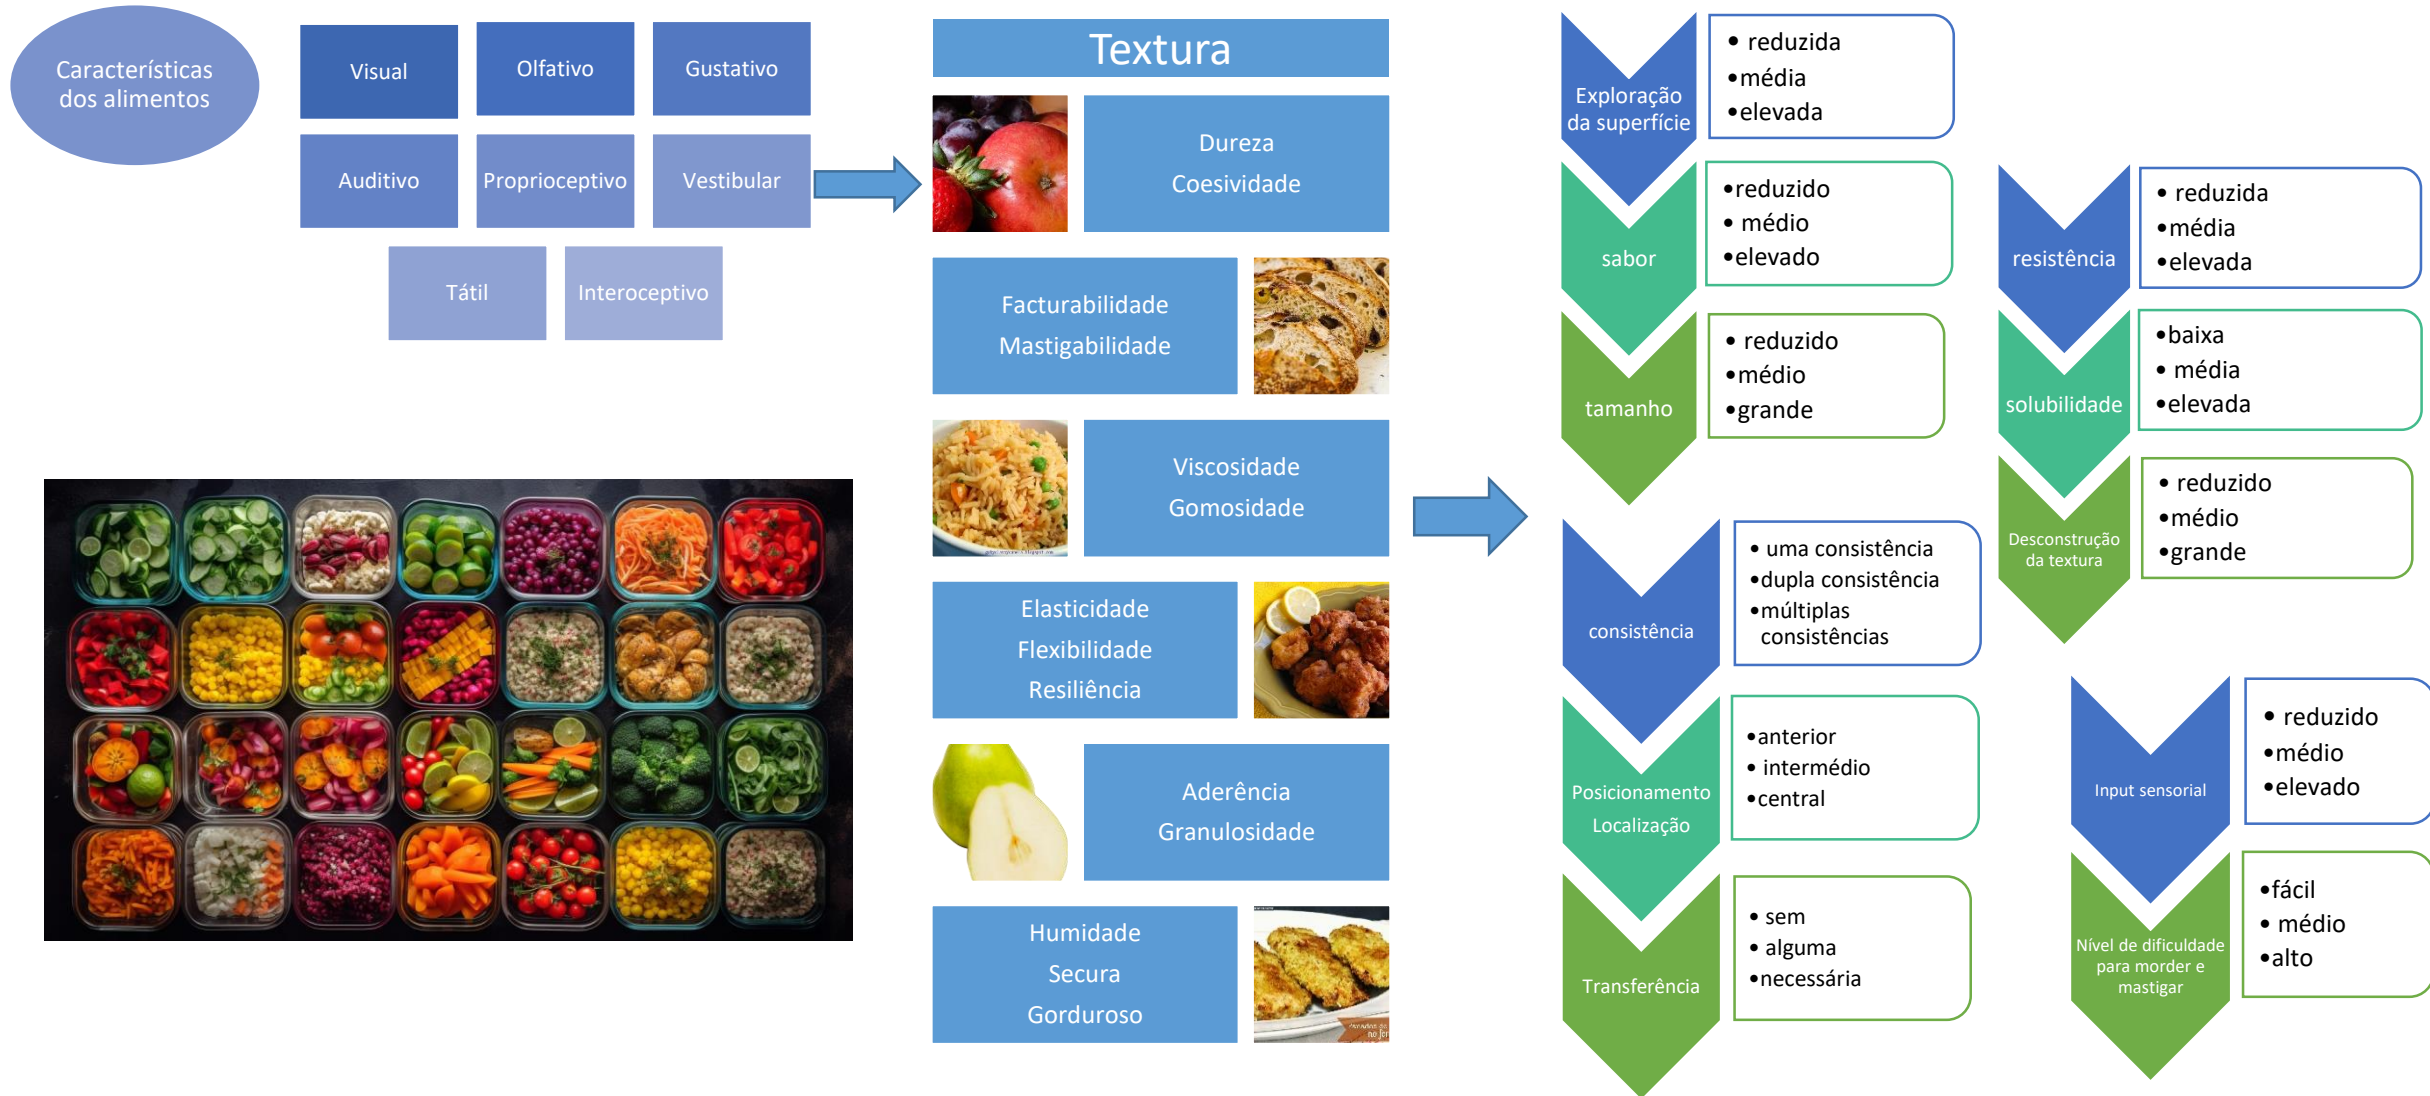 Características
dos alimentos
Visual
Olfativo
Gustativo
Auditivo
Proprioceptivo
Vestibular
Tátil
Interoceptivo
Textura
Dureza
Coesividade
Facturabilidade
Mastigabilidade
Viscosidade
Gomosidade
Elasticidade
Flexibilidade
Resiliência
Aderência
Granulosidade
Humidade
Secura
Gorduroso
Exploração
da superfície
• reduzida
•média
•elevada
sabor
•reduzido
• médio
•elevado
tamanho
• reduzido
•médio
•grande
resistência
• reduzida
•média
•elevada
solubilidade
•baixa
• média
•elevada
Desconstrução
da textura
• reduzido
•médio
•grande
consistência
• uma consistência
•dupla consistência
•múltiplas
consistências
Posicionamento
Localização
•anterior
• intermédio
•central
Transferência
• sem
• alguma
•necessária
Input sensorial
• reduzido
•médio
•elevado
Nível de dificuldade
para morder e
mastigar
•fácil
• médio
•alto